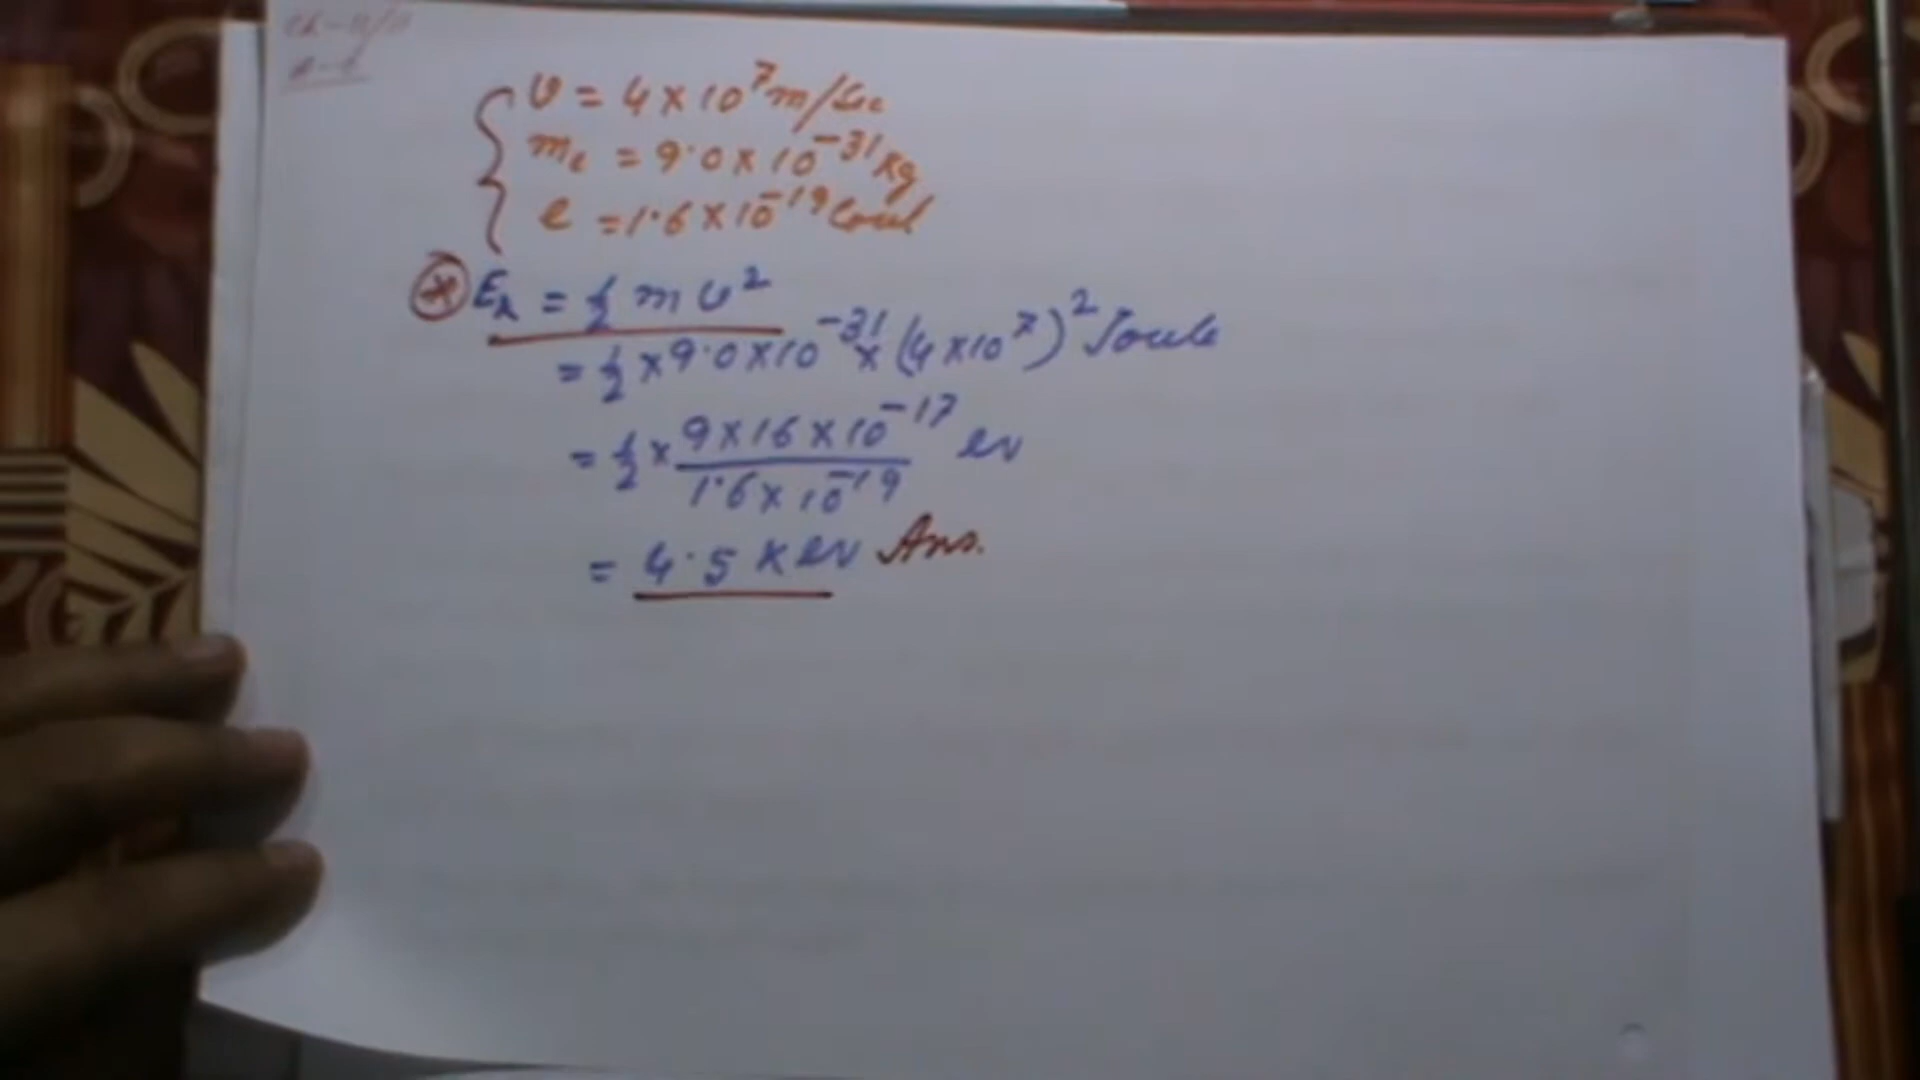 υ = 4 × 10⁷ m/sec
mₑ = 9.0 × 10⁻³¹ kg
e = 1.6 × 10⁻¹⁹ Coul
* Eₖ = ½ m υ²
= ½ × 9.0 × 10⁻³¹ × (4 × 10⁷)² Joule
= ½ × 9 × 16 × 10⁻¹⁷ / 1.6 × 10⁻¹⁹ ev
= 4.5 Kev Ans.